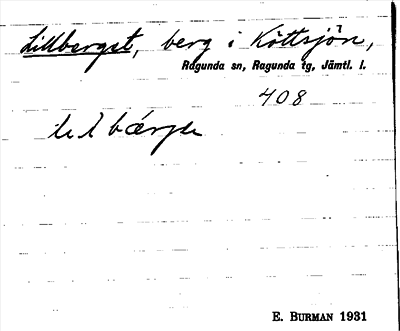 Lillberget, berg i Köttsjön,
Ragunda sn, Ragunda tg, Jämtl. l.
408
E. BURMAN 1931